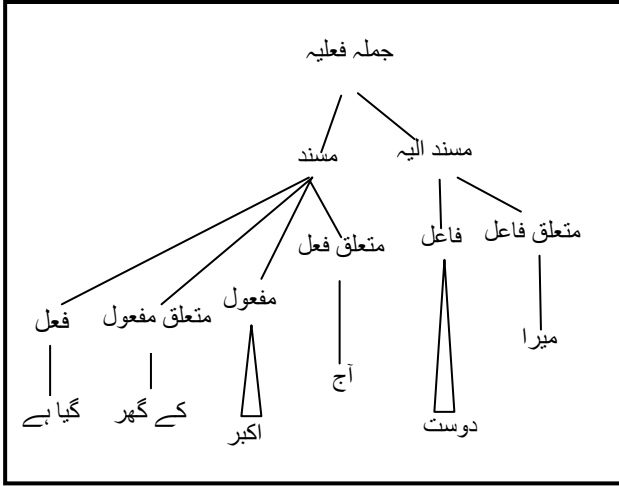 جملہ فعلیہ
مسند الیہ مسند
متعلق فاعل فاعل متعلق فعل مفعول متعلق مفعول فعل
میرا دوست آج اکبر کے گھر گیا ہے